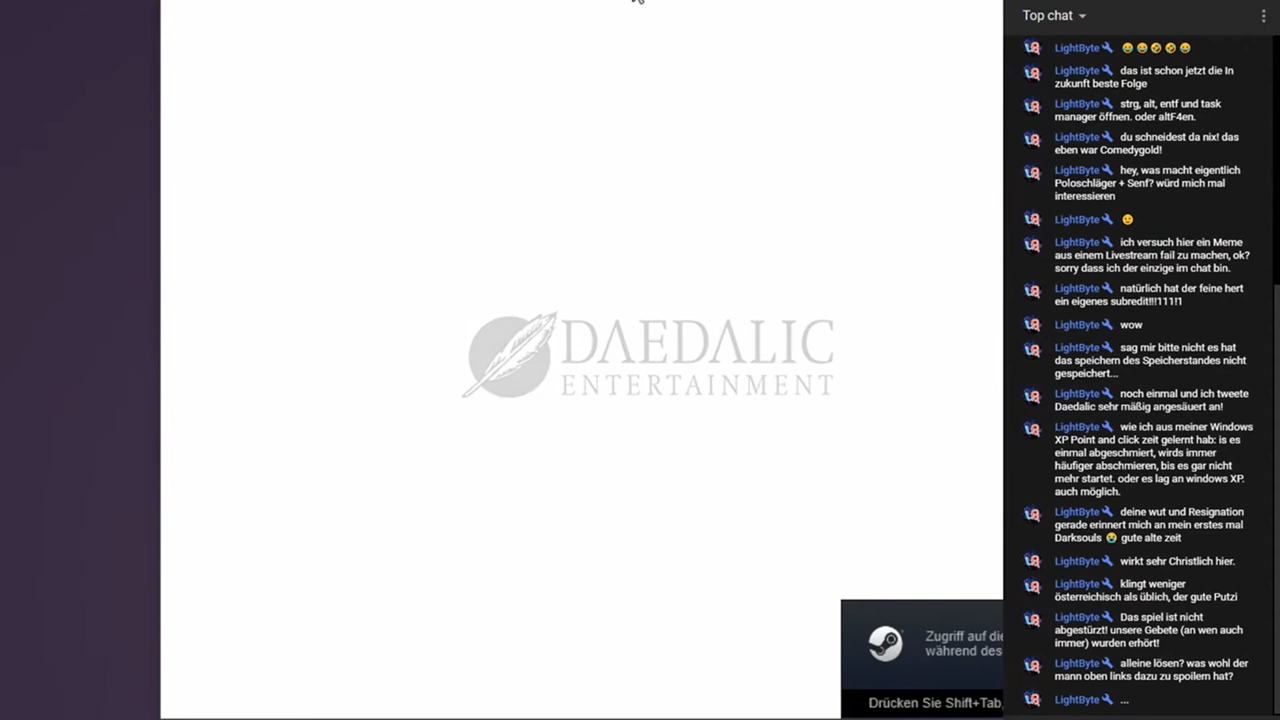 Top chat
LightByte 😂😂🤣🤣😂
LightByte das ist schon jetzt die In
zukunft beste Folge
LightByte strg, alt, entf und task
manager öffnen. oder altF4en.
LightByte du schneidest da nix! das
eben war Comedygold!
LightByte hey, was macht eigentlich
Poloschläger + Senf? würd mich mal
interessieren
LightByte 😉
LightByte ich versuch hier ein Meme
aus einem Livestream fail zu machen, ok?
sorry dass ich der einzige im chat bin.
LightByte natürlich hat der feine hert
ein eigenes subredit!!!111!1
LightByte wow
LightByte sag mir bitte nicht es hat
das speichern des Speicherstandes nicht
gespeichert...
LightByte noch einmal und ich tweete
Daedalic sehr mäßig angesäuert an!
LightByte wie ich aus meiner Windows
XP Point and click zeit gelernt hab: is es
einmal abgeschmiert, wirds immer
häufiger abschmieren, bis es gar nicht
mehr startet. oder es lag an windows XP.
auch möglich.
LightByte deine wut und Resignation
gerade erinnert mich an mein erstes mal
Darksouls 😭 gute alte zeit
LightByte wirkt sehr Christlich hier.
LightByte klingt weniger
österreichisch als üblich, der gute Putzi
LightByte Das spiel ist nicht
abgestürzt! unsere Gebete (an wen auch
immer) wurden erhört!
LightByte alleine lösen? was wohl der
mann oben links dazu zu spoilern hat?
LightByte ...
DAEDALIC
ENTERTAINMENT
Zugriff auf die
während des
Drücken Sie Shift+Tab,